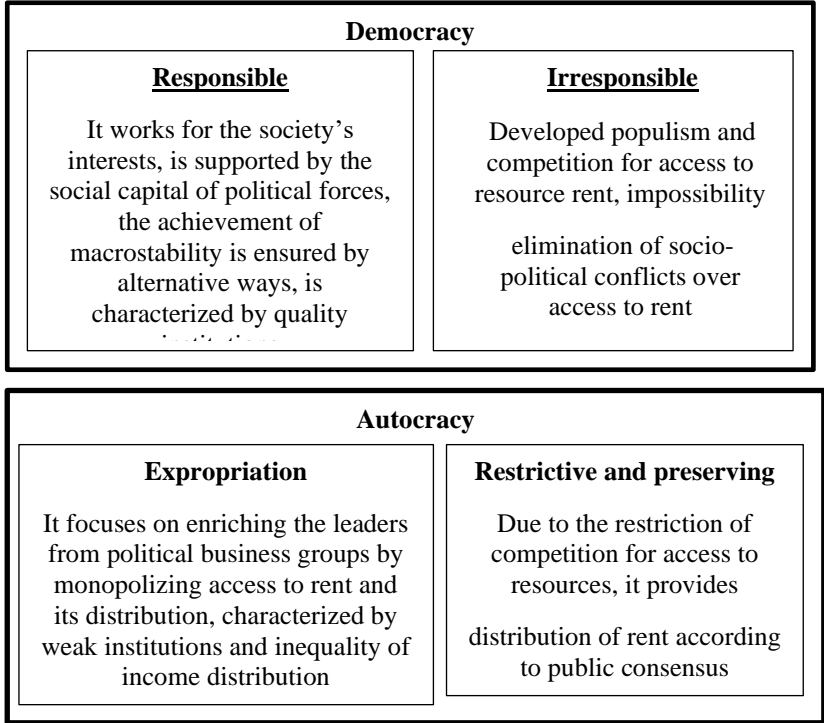 Democracy
Responsible
It works for the society’s
interests, is supported by the
social capital of political forces,
the achievement of
macrostability is ensured by
alternative ways, is
characterized by quality
Irresponsible
Developed populism and
competition for access to
resource rent, impossibility
elimination of socio-
political conflicts over
access to rent
Autocracy
Expropriation
It focuses on enriching the leaders
from political business groups by
monopolizing access to rent and
its distribution, characterized by
weak institutions and inequality of
income distribution
Restrictive and preserving
Due to the restriction of
competition for access to
resources, it provides
distribution of rent according
to public consensus